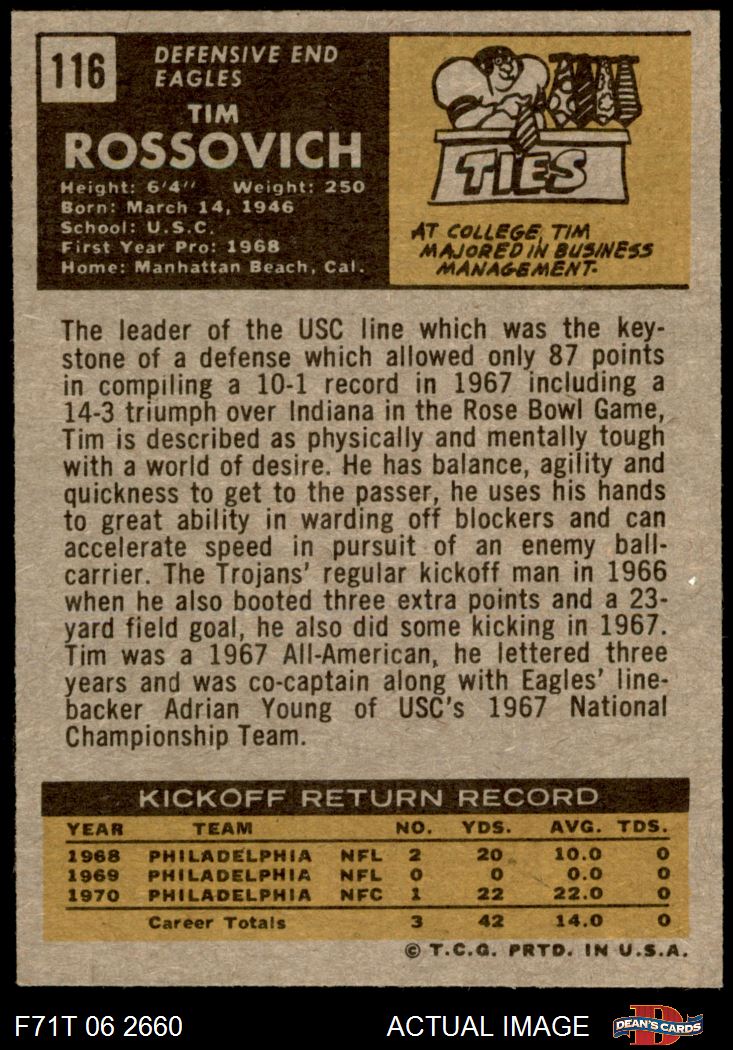 116
DEFENSIVE END
EAGLES
TIM
ROSSOVICH
Height: 6'4" Weight: 250
Born: March 14, 1946
School: U.S.C.
First Year Pro: 1968
Home: Manhattan Beach, Cal.
TIES
AT COLLEGE, TIM
MAJORED IN BUSINESS
MANAGEMENT.
The leader of the USC line which was the key-
stone of a defense which allowed only 87 points
in compiling a 10-1 record in 1967 including a
14-3 triumph over Indiana in the Rose Bowl Game,
Tim is described as physically and mentally tough
with a world of desire. He has balance, agility and
quickness to get to the passer, he uses his hands
to great ability in warding off blockers and can
accelerate speed in pursuit of an enemy ball-
carrier. The Trojans' regular kickoff man in 1966
when he also booted three extra points and a 23-
yard field goal, he also did some kicking in 1967.
Tim was a 1967 All-American, he lettered three
years and was co-captain along with Eagles' line-
backer Adrian Young of USC's 1967 National
Championship Team.
KICKOFF RETURN RECORD
YEAR TEAM NO. YDS. AVG. TDS.
1968 PHILADELPHIA NFL 2 20 10.0 0
1969 PHILADELPHIA NFL 0 0 0.0 0
1970 PHILADELPHIA NFC 1 22 22.0 0
Career Totals 3 42 14.0 0
© T.C.G. PRTD. IN U.S.A.
F71T 06 2660 ACTUAL IMAGE D DEAN'S CARDS